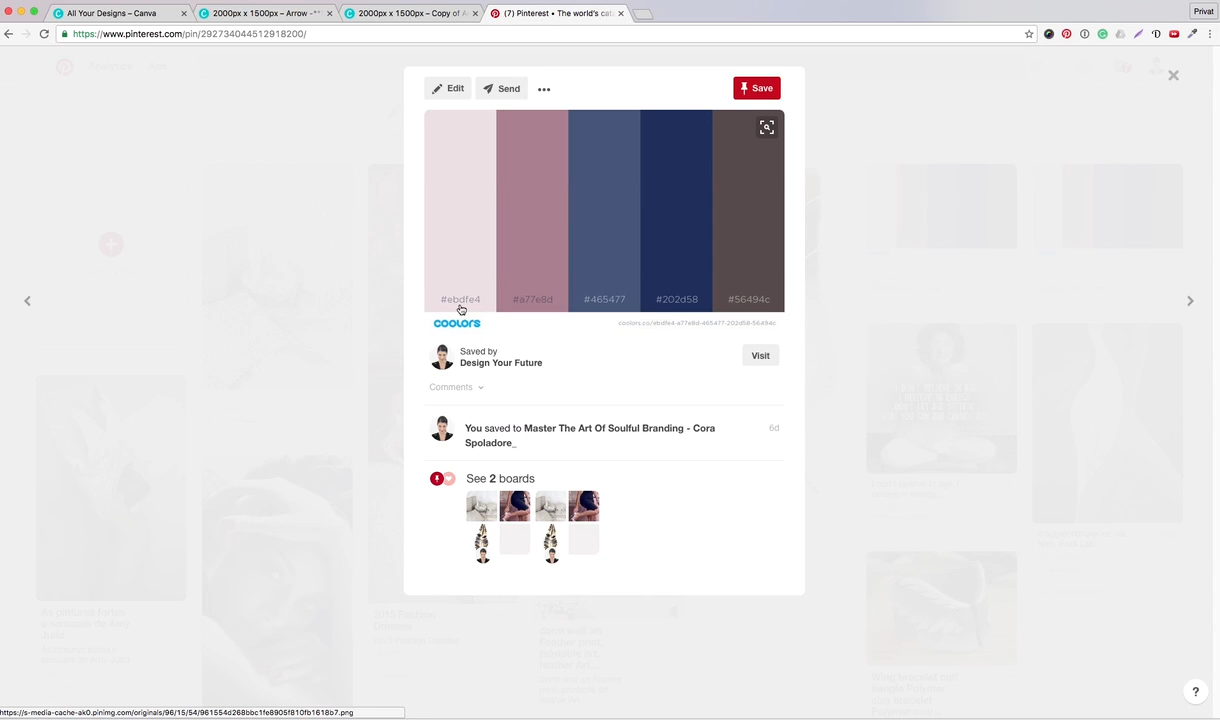 All Your Designs – Canva
2000px x 1500px – Arrow -
2000px x 1500px – Copy of A
(7) Pinterest • The world's cat
Privat
https://www.pinterest.com/pin/292734044512918200/
Edit
Send
Save
#ebdfe4
#a77e8d
#465477
#202d58
#56494c
coolors
coolors.co/ebdfe4-a77e8d-465477-202d58-56494c
Saved by
Design Your Future
Visit
Comments
You saved to Master The Art Of Soulful Branding - Cora
Spoladore_
6d
See 2 boards
?
https://s-media-cache-ak0.pinimg.com/originals/96/15/54/961554d268bbc1fe8905f810fb1618b7.png